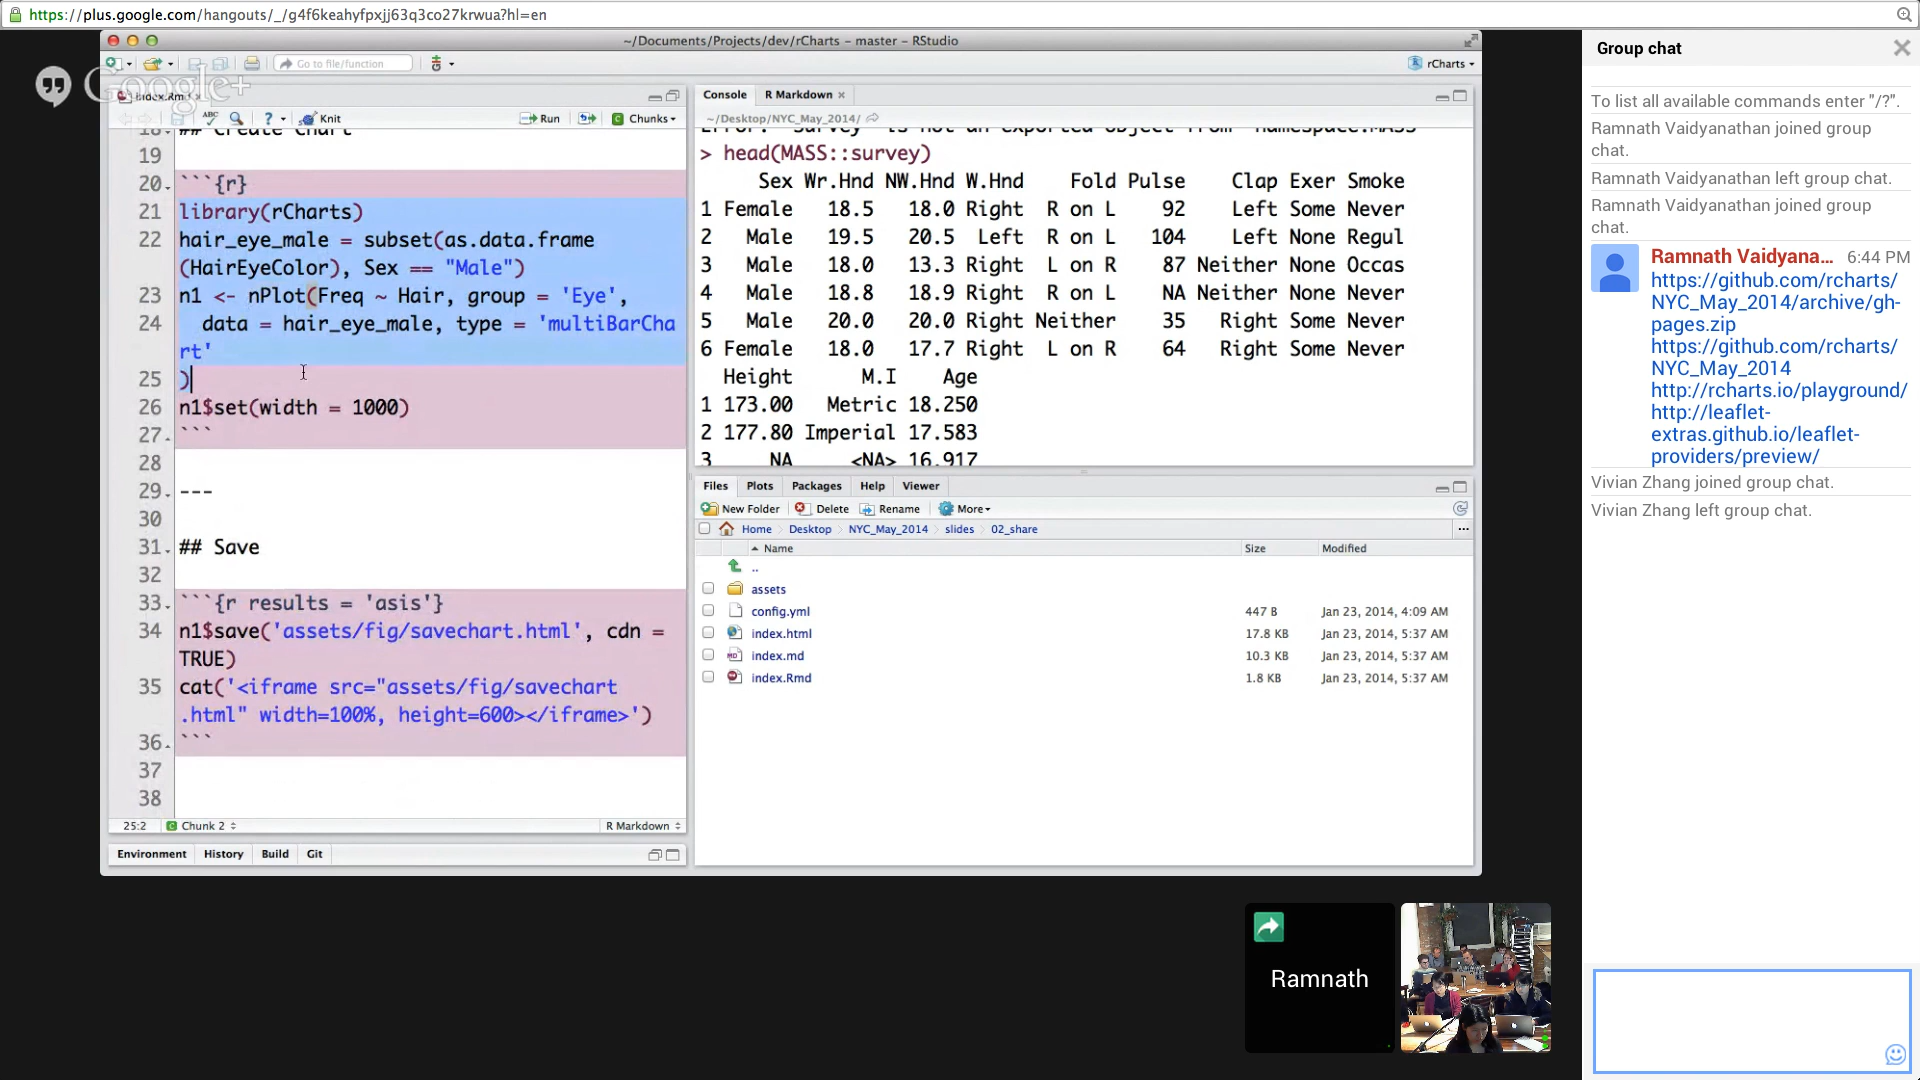 https://plus.google.com/hangouts/_/g4f6keahyfpxjj63q3co27krwua?hl=en
~/Documents/Projects/dev/rCharts - master - RStudio
Go to file/function
rCharts
Google+
index.Rmd
Knit
Run
Chunks
18 ## Create Chart
19
20 ```{r}
21 library(rCharts)
22 hair_eye_male = subset(as.data.frame
(HairEyeColor), Sex == "Male")
23 n1 <- nPlot(Freq ~ Hair, group = 'Eye',
24 data = hair_eye_male, type = 'multiBarCha
rt'
25 )
26 n1$set(width = 1000)
27 ```
28
29 ---
30
31 ## Save
32
33 ```{r results = 'asis'}
34 n1$save('assets/fig/savechart.html', cdn =
TRUE)
35 cat('<iframe src="assets/fig/savechart
.html" width=100%, height=600></iframe>')
36 ```
37
38
25:2 Chunk 2 R Markdown
Environment History Build Git
Console R Markdown
~/Desktop/NYC_May_2014/
Error: 'Survey' is not an exported object from 'namespace:MASS'
> head(MASS::survey)
Sex Wr.Hnd NW.Hnd W.Hnd Fold Pulse Clap Exer Smoke
1 Female 18.5 18.0 Right R on L 92 Left Some Never
2 Male 19.5 20.5 Left R on L 104 Left None Regul
3 Male 18.0 13.3 Right L on R 87 Neither None Occas
4 Male 18.8 18.9 Right R on L NA Neither None Never
5 Male 20.0 20.0 Right Neither 35 Right Some Never
6 Female 18.0 17.7 Right L on R 64 Right Some Never
Height M.I Age
1 173.00 Metric 18.250
2 177.80 Imperial 17.583
3 NA <NA> 16.917
Files Plots Packages Help Viewer
New Folder Delete Rename More
Home Desktop NYC_May_2014 slides 02_share
Name Size Modified
..
assets
config.yml 447 B Jan 23, 2014, 4:09 AM
index.html 17.8 KB Jan 23, 2014, 5:37 AM
index.md 10.3 KB Jan 23, 2014, 5:37 AM
index.Rmd 1.8 KB Jan 23, 2014, 5:37 AM
Ramnath
Group chat
To list all available commands enter "/?".
Ramnath Vaidyanathan joined group
chat.
Ramnath Vaidyanathan left group chat.
Ramnath Vaidyanathan joined group
chat.
Ramnath Vaidyana... 6:44 PM
https://github.com/rcharts/
NYC_May_2014/archive/gh-
pages.zip
https://github.com/rcharts/
NYC_May_2014
http://rcharts.io/playground/
http://leaflet-
extras.github.io/leaflet-
providers/preview/
Vivian Zhang joined group chat.
Vivian Zhang left group chat.